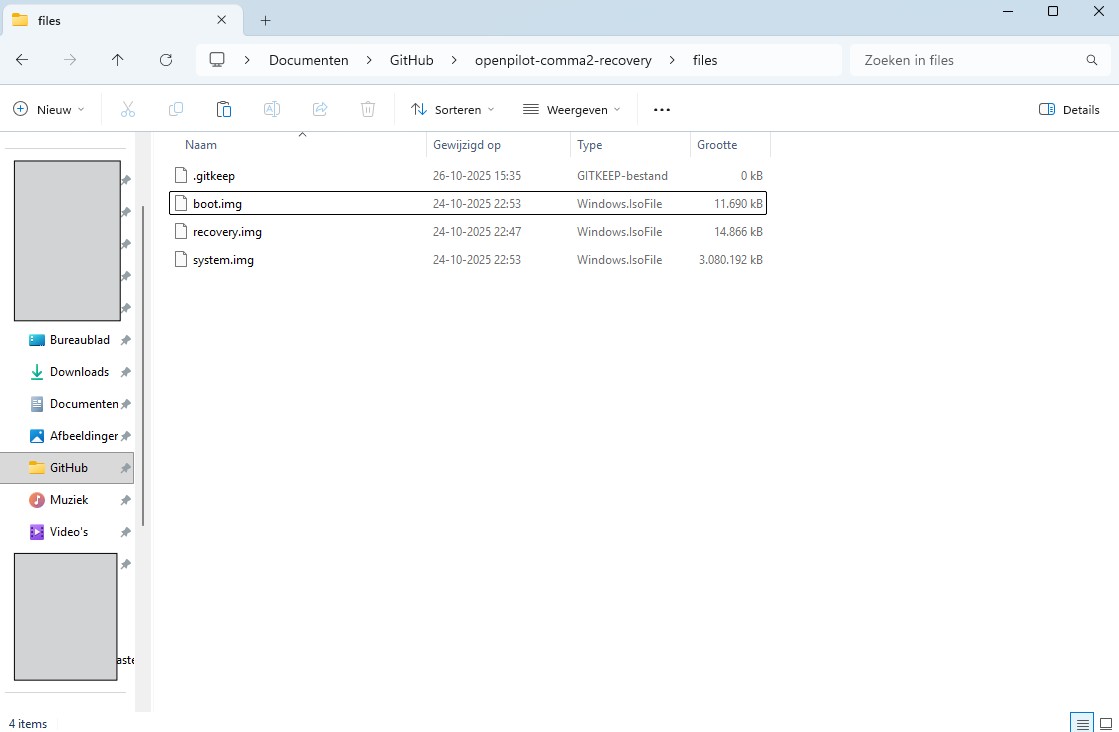 files
Documenten > GitHub > openpilot-comma2-recovery > files
Zoeken in files
Nieuw
Sorteren
Weergeven
Details
Naam Gewijzigd op Type Grootte
.gitkeep 26-10-2025 15:35 GITKEEP-bestand 0 kB
boot.img 24-10-2025 22:53 Windows.IsoFile 11.690 kB
recovery.img 24-10-2025 22:47 Windows.IsoFile 14.866 kB
system.img 24-10-2025 22:53 Windows.IsoFile 3.080.192 kB
Bureaublad
Downloads
Documenten
Afbeeldinger
GitHub
Muziek
Video's
aste
4 items